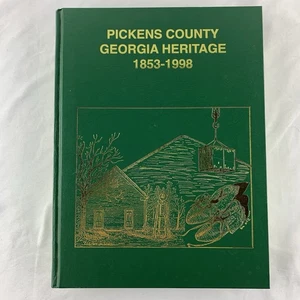 PICKENS COUNTY
GEORGIA HERITAGE
1853-1998